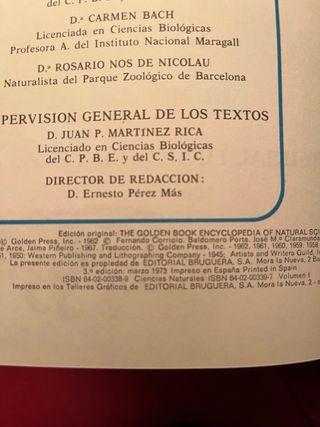 del C. P. B. E. y
D.ª CARMEN BACH
Licenciada en Ciencias Biológicas
Profesora A. del Instituto Nacional Maragall
D.ª ROSARIO NOS DE NICOLAU
Naturalista del Parque Zoológico de Barcelona
PERVISION GENERAL DE LOS TEXTOS
D. JUAN P. MARTINEZ RICA
Licenciado en Ciencias Biológicas
del C. P. B. E. y del C. S. I. C.
DIRECTOR DE REDACCION:
D. Ernesto Pérez Más
Edición original: THE GOLDEN BOOK ENCYCLOPEDIA OF NATURAL SC
© Golden Press, Inc. - 1962 © Fernando Corripio, Baldomero Porta, José M.ª Claramunda
e Arce, Jaime Piñeiro - 1967. Traducción. © Golden Press, Inc. - 1962, 1961, 1960, 1959, 1958
1, 1950; Western Publishing and Lithographing Company - 1945; Artists and Writers Guild, In
La presente edición es propiedad de EDITORIAL BRUGUERA, S.A. Mora la Nueva, 2 Ba
3.ª edición: marzo 1973 Impreso en España Printed in Spain
ISBN 84-02-00338-9 Ciencias Naturales ISBN 84-02-00339-7 Volumen I
Impreso en los Talleres Gráficos de EDITORIAL BRUGUERA, S.A. Mora la Nueva, 2 -